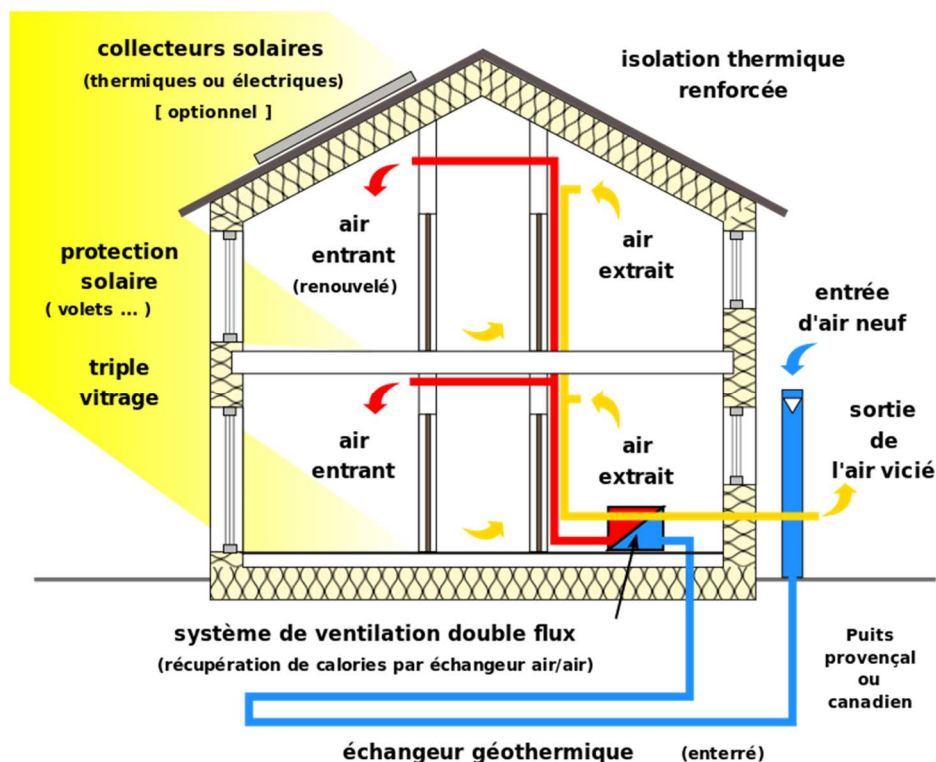 collecteurs solaires
(thermiques ou électriques)
[ optionnel ]
isolation thermique
renforcée
air
entrant
(renouvelé)
air
extrait
protection
solaire
( volets ... )
entrée
d'air neuf
triple
vitrage
sortie
de
l'air vicié
air
entrant
air
extrait
système de ventilation double flux
(récupération de calories par échangeur air/air)
Puits
provençal
ou
canadien
échangeur géothermique (enterré)